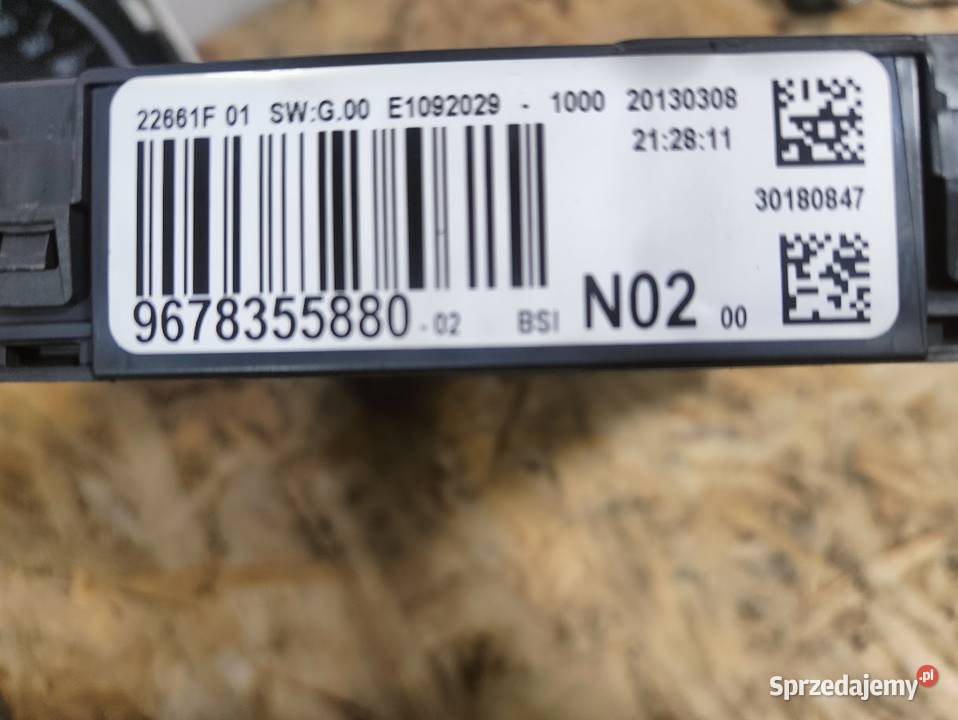 22661F 01 SW:G.00 E1092029 - 1000 20130308
21:28:11
30180847
9678355880 - 02 BSI N02 00
Sprzedajemy.pl